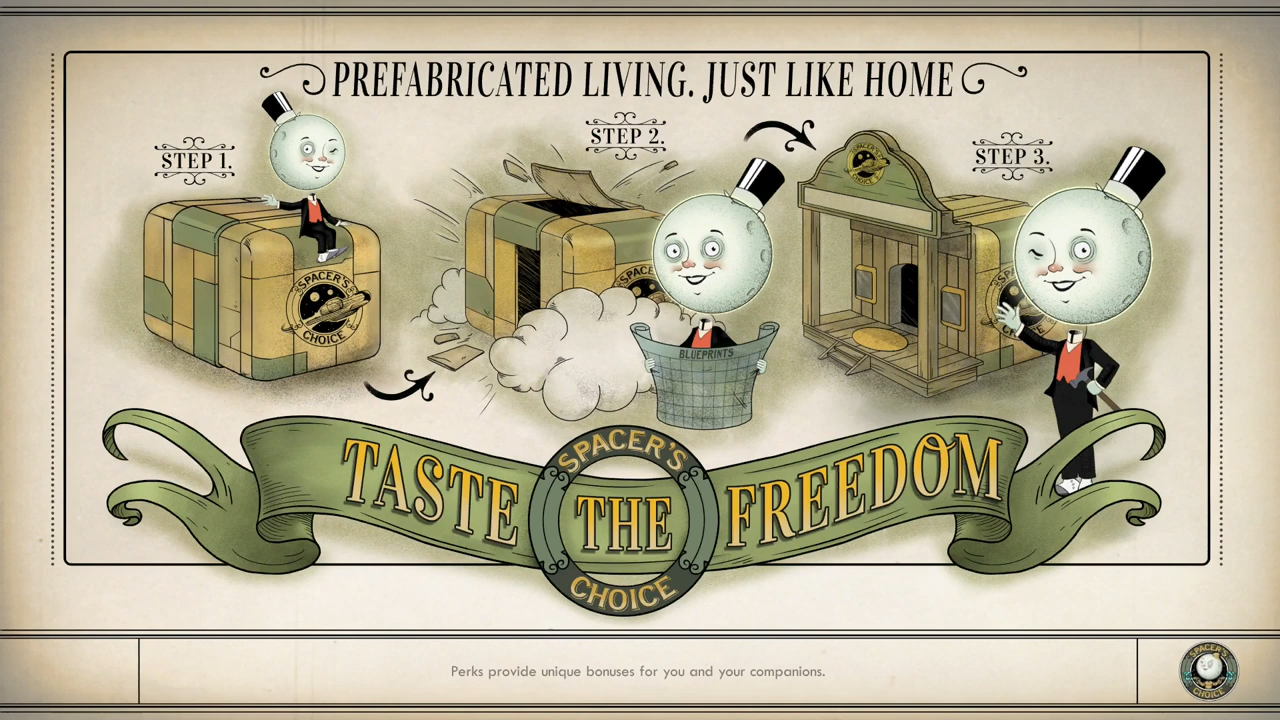 PREFABRICATED LIVING. JUST LIKE HOME
STEP 1.
STEP 2.
STEP 3.
SPACER'S
CHOICE
SPACER'S
CHOICE
SPACER'S
CHOICE
BLUEPRINTS
SPACER'S
TASTE THE FREEDOM
CHOICE
Perks provide unique bonuses for you and your companions.
SPACER'S
CHOICE